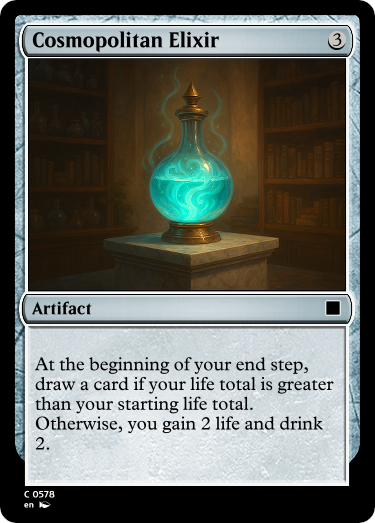 Cosmopolitan Elixir 3
Artifact
At the beginning of your end step,
draw a card if your life total is greater
than your starting life total.
Otherwise, you gain 2 life and drink
2.
C 0578
en